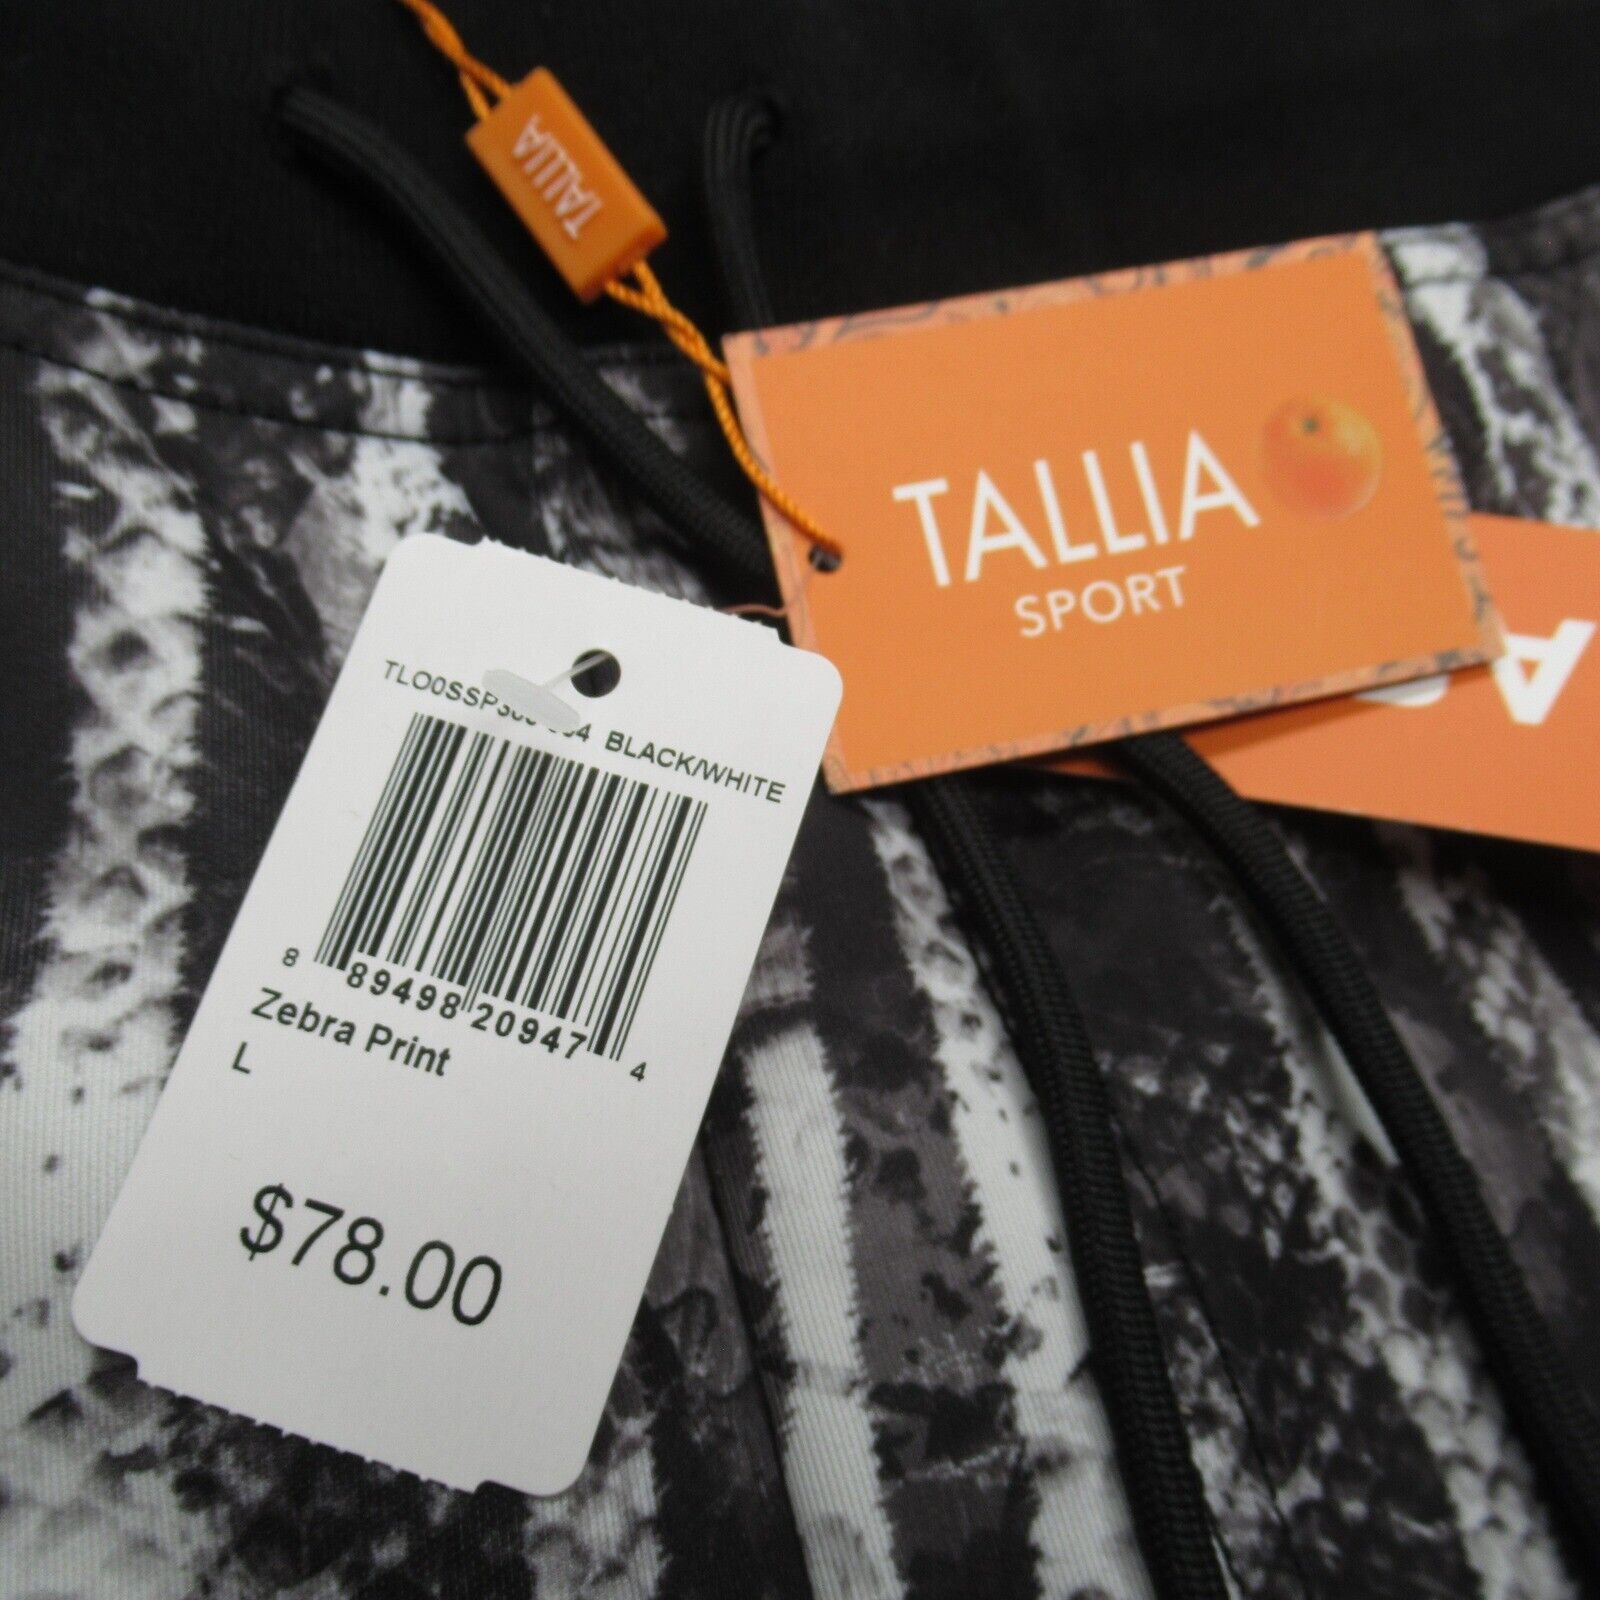 TALLIA
TALLIA
SPORT
BLACK/WHITE
8 89498 20947 4
Zebra Print
L
$78.00